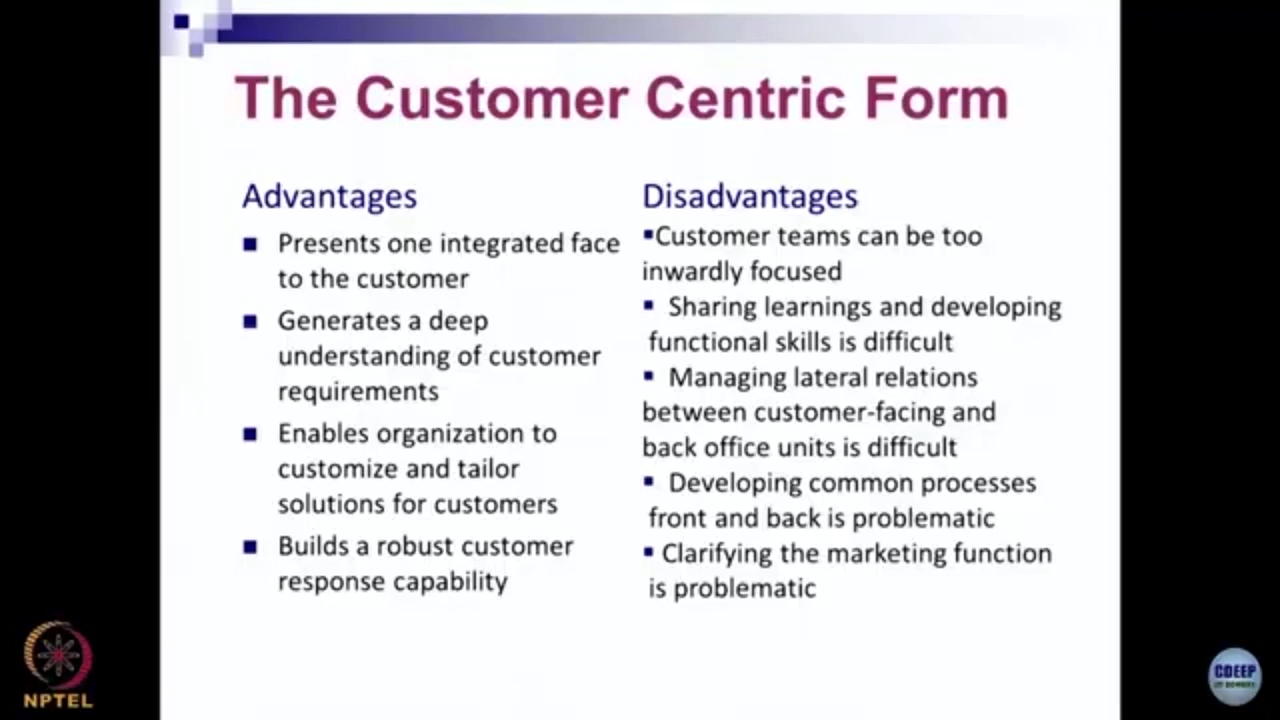 The Customer Centric Form
Advantages
■ Presents one integrated face
to the customer
■ Generates a deep
understanding of customer
requirements
■ Enables organization to
customize and tailor
solutions for customers
■ Builds a robust customer
response capability
Disadvantages
▪Customer teams can be too
inwardly focused
▪ Sharing learnings and developing
functional skills is difficult
▪ Managing lateral relations
between customer-facing and
back office units is difficult
▪ Developing common processes
front and back is problematic
▪ Clarifying the marketing function
is problematic
NPTEL
CDEEP
IIT BOMBAY